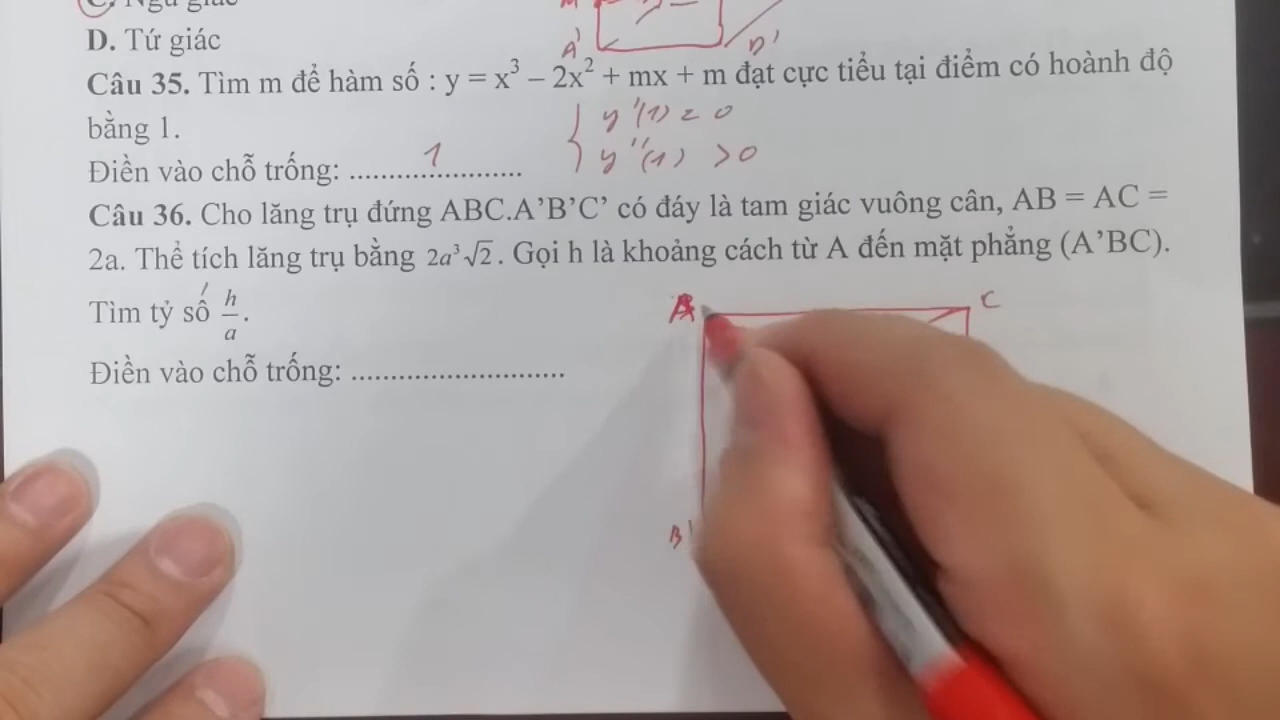 C. Ngũ giác
D. Tứ giác
A' D'
Câu 35. Tìm m để hàm số : y = x³ − 2x² + mx + m đạt cực tiểu tại điểm có hoành độ
bằng 1.
y'(1) = 0
y''(1) > 0
Điền vào chỗ trống: ......................
1
Câu 36. Cho lăng trụ đứng ABC.A’B’C’ có đáy là tam giác vuông cân, AB = AC =
2a. Thể tích lăng trụ bằng 2a³√2. Gọi h là khoảng cách từ A đến mặt phẳng (A’BC).
Tìm tỷ số h/a.
Điền vào chỗ trống: ...........................
A C
B'